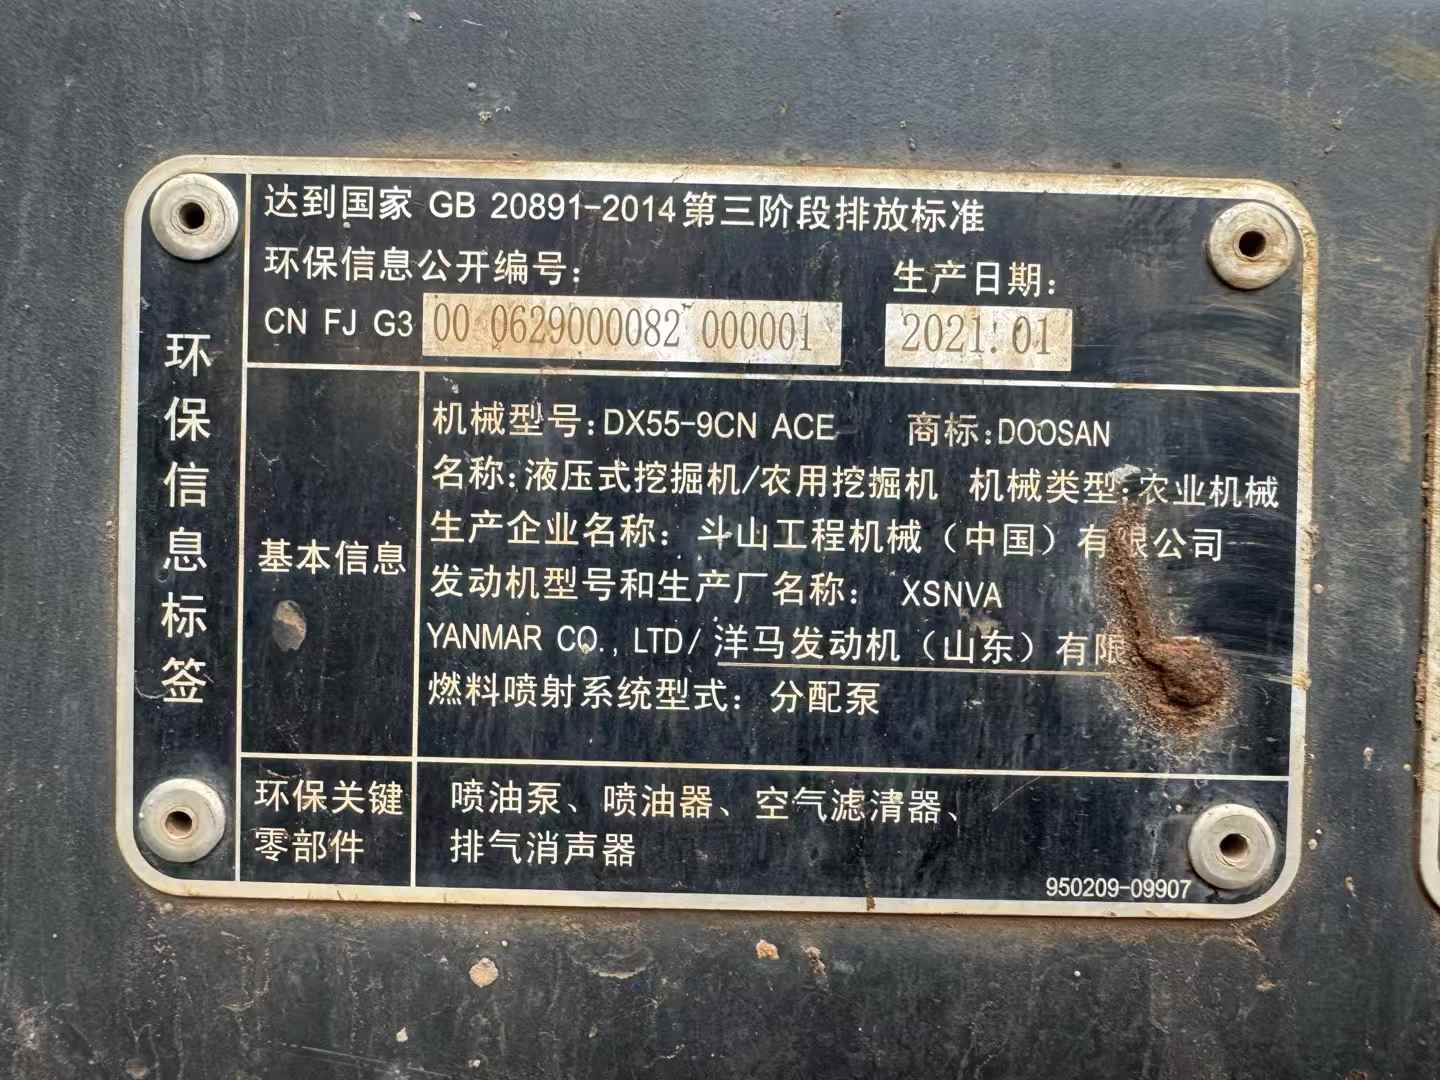 环保信息标签
达到国家 GB 20891-2014第三阶段排放标准
环保信息公开编号: 生产日期:
CN FJ G3 00 0629000082 000001 2021.01
基本信息
机械型号:DX55-9CN ACE 商标:DOOSAN
名称:液压式挖掘机/农用挖掘机 机械类型:农业机械
生产企业名称: 斗山工程机械(中国)有限公司
发动机型号和生产厂名称: XSNVA
YANMAR CO., LTD/ 洋马发动机(山东)有限
燃料喷射系统型式: 分配泵
环保关键
零部件
喷油泵、喷油器、空气滤清器、
排气消声器
950209-09907